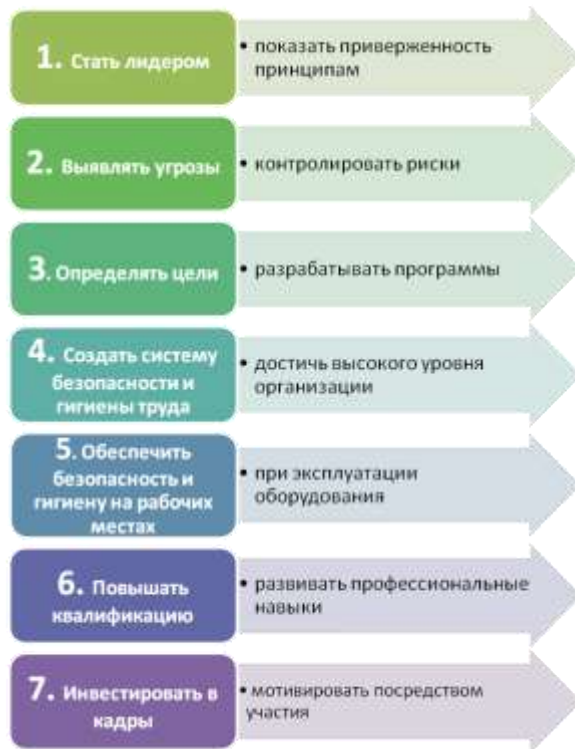 1. Стать лидером
• показать приверженность
принципам
2. Выявлять угрозы
• контролировать риски
3. Определять цели
• разрабатывать программы
4. Создать систему
безопасности и
гигиены труда
• достичь высокого уровня
организации
5. Обеспечить
безопасность и
гигиену на рабочих
местах
• при эксплуатации
оборудования
6. Повышать
квалификацию
• развивать профессиональные
навыки
7. Инвестировать в
кадры
• мотивировать посредством
участия